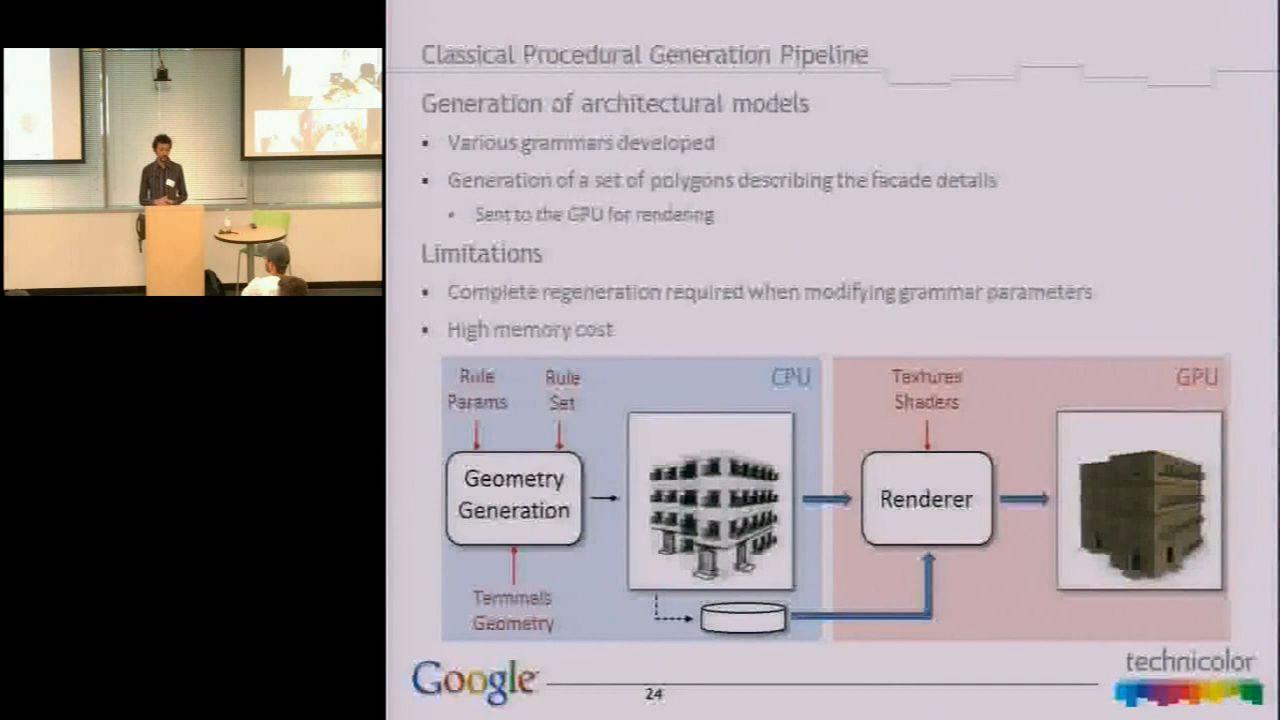 Classical Procedural Generation Pipeline
Generation of architectural models
Various grammars developed
Generation of a set of polygons describing the facade details
Sent to the GPU for rendering
Limitations
Complete regeneration required when modifying grammar parameters
High memory cost
Rule
Params
Rule
Set
CPU
Textures
Shaders
GPU
Geometry
Generation
Renderer
Terminals
Geometry
Google
24
technicolor